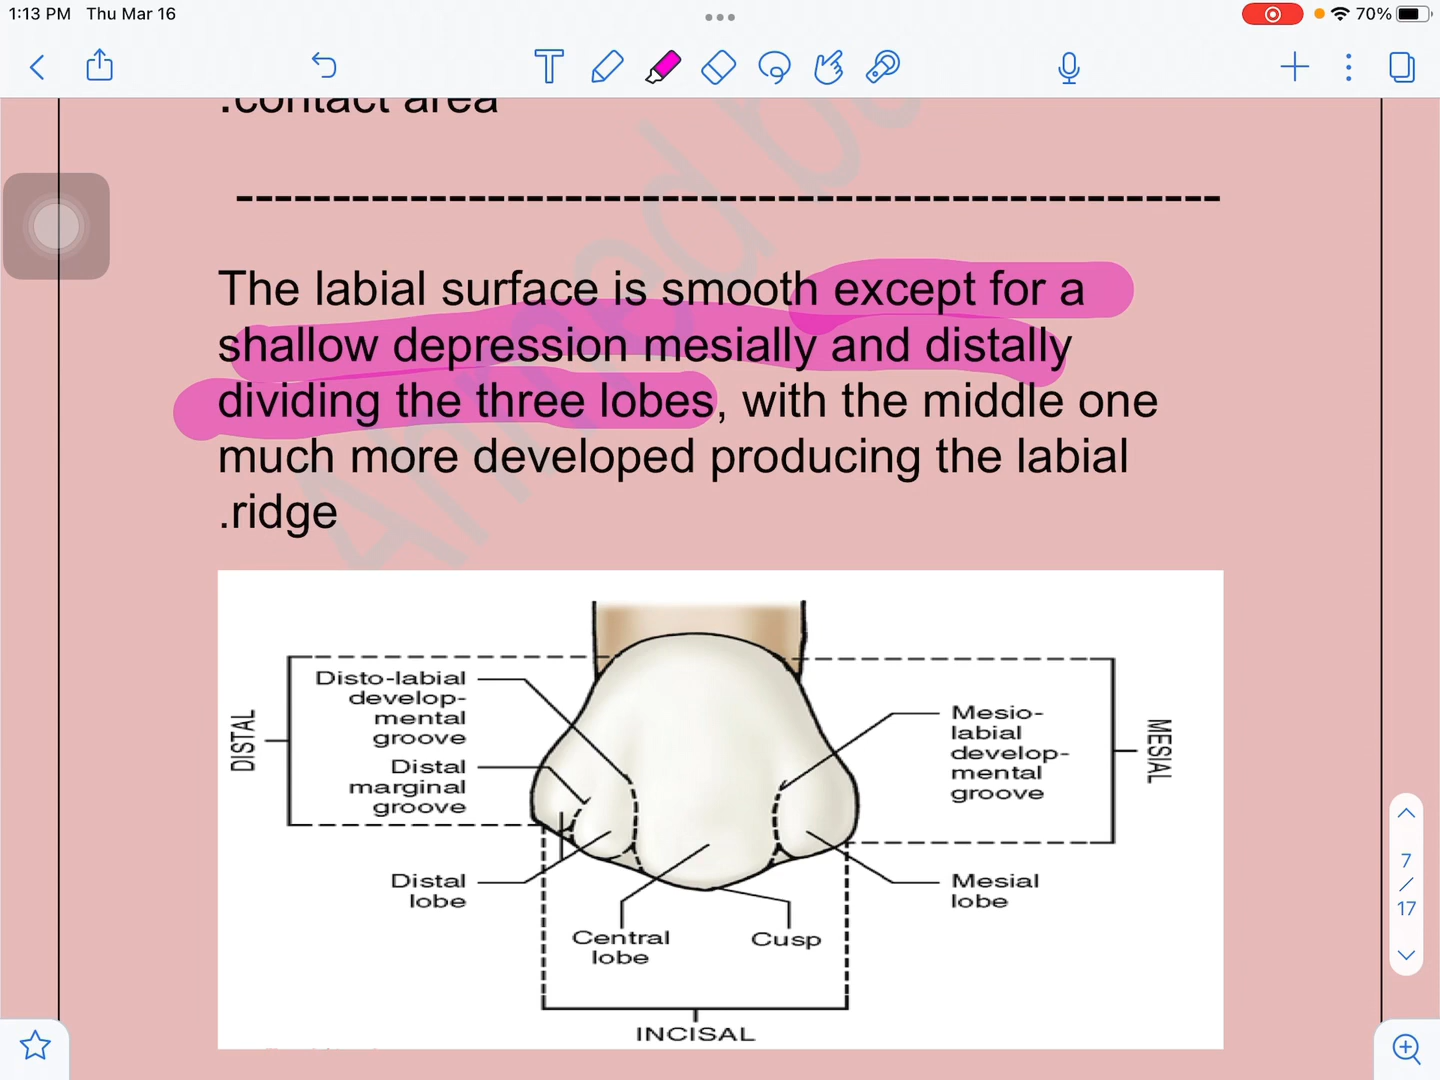 1:13 PM Thu Mar 16
70%
.contact area
The labial surface is smooth except for a
shallow depression mesially and distally
dividing the three lobes, with the middle one
much more developed producing the labial
.ridge
DISTAL
Disto-labial
develop-
mental
groove
Distal
marginal
groove
Distal
lobe
Central
lobe
Cusp
INCISAL
Mesio-
labial
develop-
mental
groove
Mesial
lobe
MESIAL
7
/
17